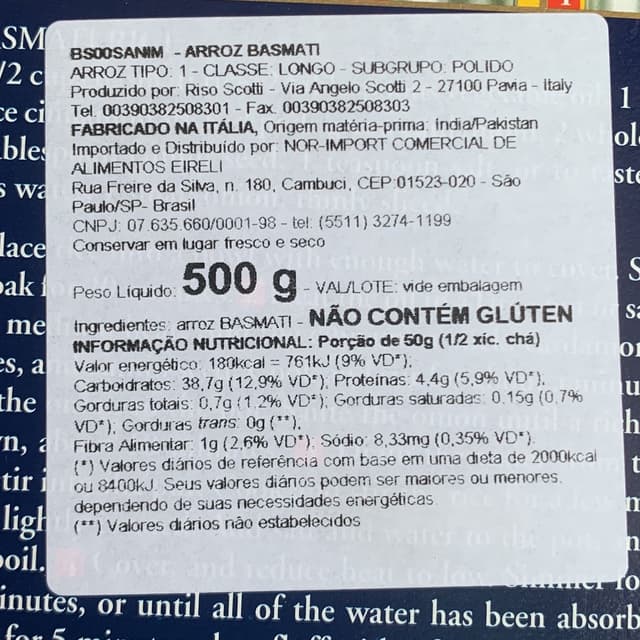 BS00SANIM - ARROZ BASMATI
ARROZ TIPO: 1 - CLASSE: LONGO - SUBGRUPO: POLIDO
Produzido por: Riso Scotti - Via Angelo Scotti 2 - 27100 Pavia - Italy
Tel. 00390382508301 - Fax. 00390382508303
FABRICADO NA ITÁLIA, Origem matéria-prima: Índia/Pakistan
Importado e Distribuído por: NOR-IMPORT COMERCIAL DE
ALIMENTOS EIRELI
Rua Freire da Silva, n. 180, Cambuci, CEP:01523-020 - São
Paulo/SP- Brasil
CNPJ: 07.635.660/0001-98 - tel: (5511) 3274-1199
Conservar em lugar fresco e seco
Peso Líquido: 500 g - VAL/LOTE: vide embalagem
Ingredientes: arroz BASMATI - NÃO CONTÉM GLÚTEN
INFORMAÇÃO NUTRICIONAL: Porção de 50g (1/2 xíc. chá)
Valor energético: 180kcal = 761kJ (9% VD*);
Carboidratos: 38,7g (12,9% VD*); Proteínas: 4,4g (5,9% VD*),
Gorduras totais: 0,7g (1,2% VD*); Gorduras saturadas: 0,15g (0,7%
VD*); Gorduras trans: 0g (**),
Fibra Alimentar: 1g (2,6% VD*); Sódio: 8,33mg (0,35% VD*).
(*) Valores diários de referência com base em uma dieta de 2000kcal
ou 8400kJ. Seus valores diários podem ser maiores ou menores,
dependendo de suas necessidades energéticas.
(**) Valores diários não estabelecidos
inutes, or until all of the water has been absorb